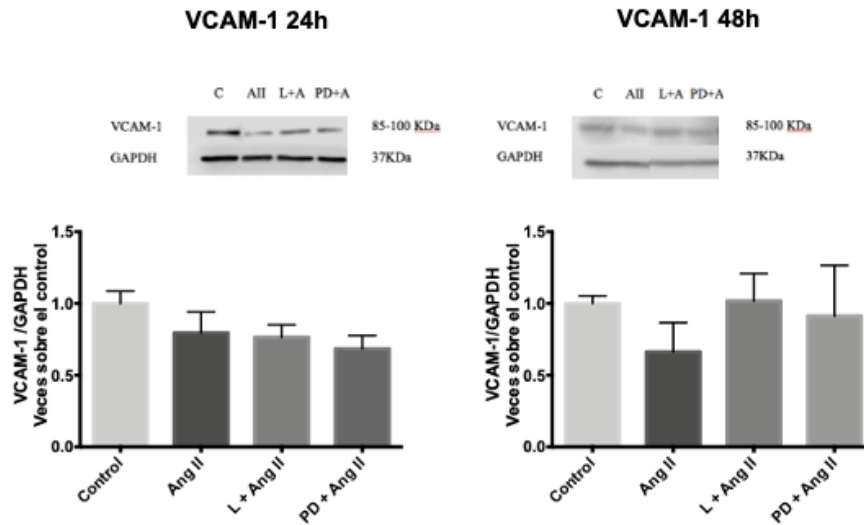 VCAM-1 24h
C AII L+A PD+A
VCAM-1 85-100 KDa
GAPDH 37KDa
VCAM-1 /GAPDH
Veces sobre el control
1.5
1.0
0.5
0.0
Control
Ang II
L + Ang II
PD + Ang II
VCAM-1 48h
C AII L+A PD+A
VCAM-1 85-100 KDa
GAPDH 37KDa
VCAM-1/GAPDH
Veces sobre el control
1.5
1.0
0.5
0.0
Control
Ang II
L + Ang II
PD + Ang II